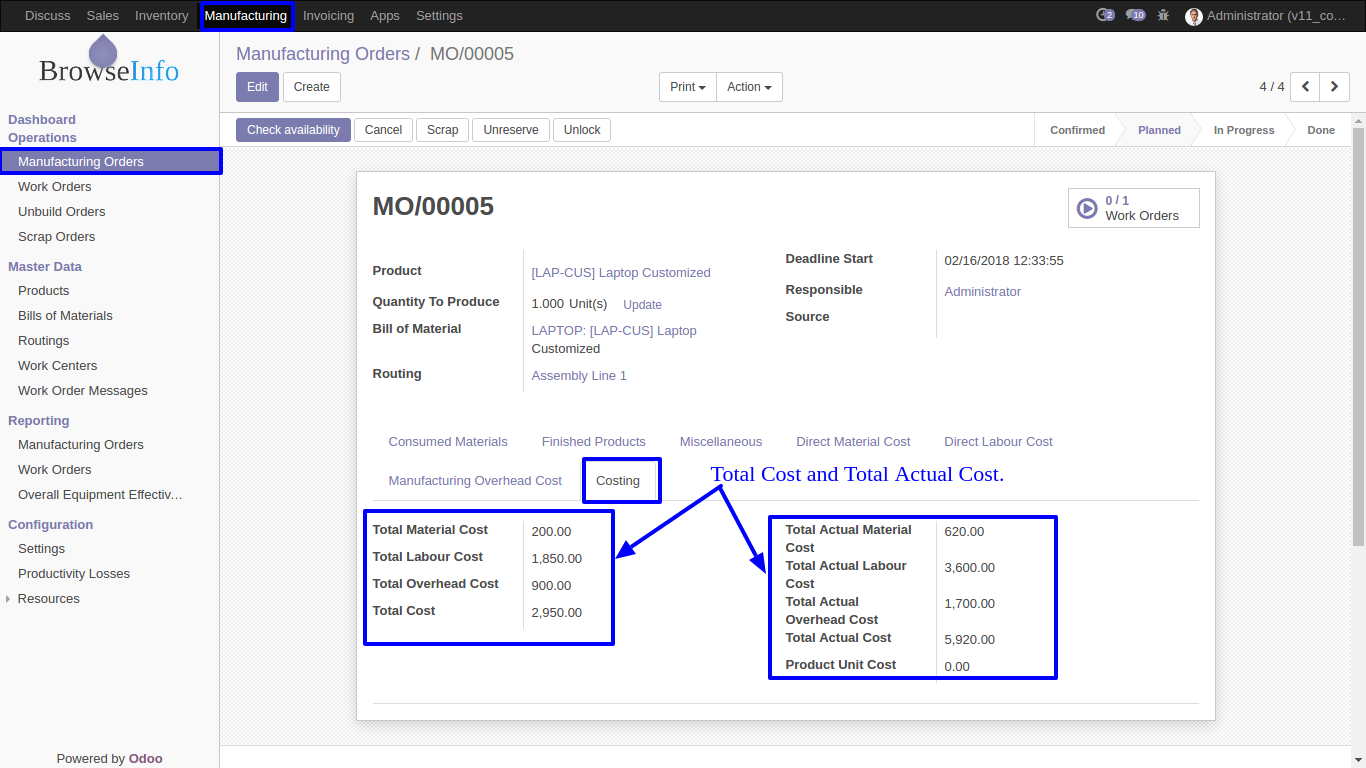 Discuss Sales Inventory Manufacturing Invoicing Apps Settings 2 10 Administrator (v11_co...
BrowseInfo
Dashboard
Operations
Manufacturing Orders
Work Orders
Unbuild Orders
Scrap Orders
Master Data
Products
Bills of Materials
Routings
Work Centers
Work Order Messages
Reporting
Manufacturing Orders
Work Orders
Overall Equipment Effectiv...
Configuration
Settings
Productivity Losses
Resources
Powered by Odoo
Manufacturing Orders / MO/00005
Edit Create Print Action 4 / 4
Check availability Cancel Scrap Unreserve Unlock Confirmed Planned In Progress Done
MO/00005
0 / 1
Work Orders
Product [LAP-CUS] Laptop Customized
Quantity To Produce 1.000 Unit(s) Update
Bill of Material LAPTOP: [LAP-CUS] Laptop
Customized
Routing Assembly Line 1
Deadline Start 02/16/2018 12:33:55
Responsible Administrator
Source
Consumed Materials Finished Products Miscellaneous Direct Material Cost Direct Labour Cost
Manufacturing Overhead Cost Costing
Total Cost and Total Actual Cost.
Total Material Cost 200.00
Total Labour Cost 1,850.00
Total Overhead Cost 900.00
Total Cost 2,950.00
Total Actual Material 620.00
Cost
Total Actual Labour 3,600.00
Cost
Total Actual 1,700.00
Overhead Cost
Total Actual Cost 5,920.00
Product Unit Cost 0.00